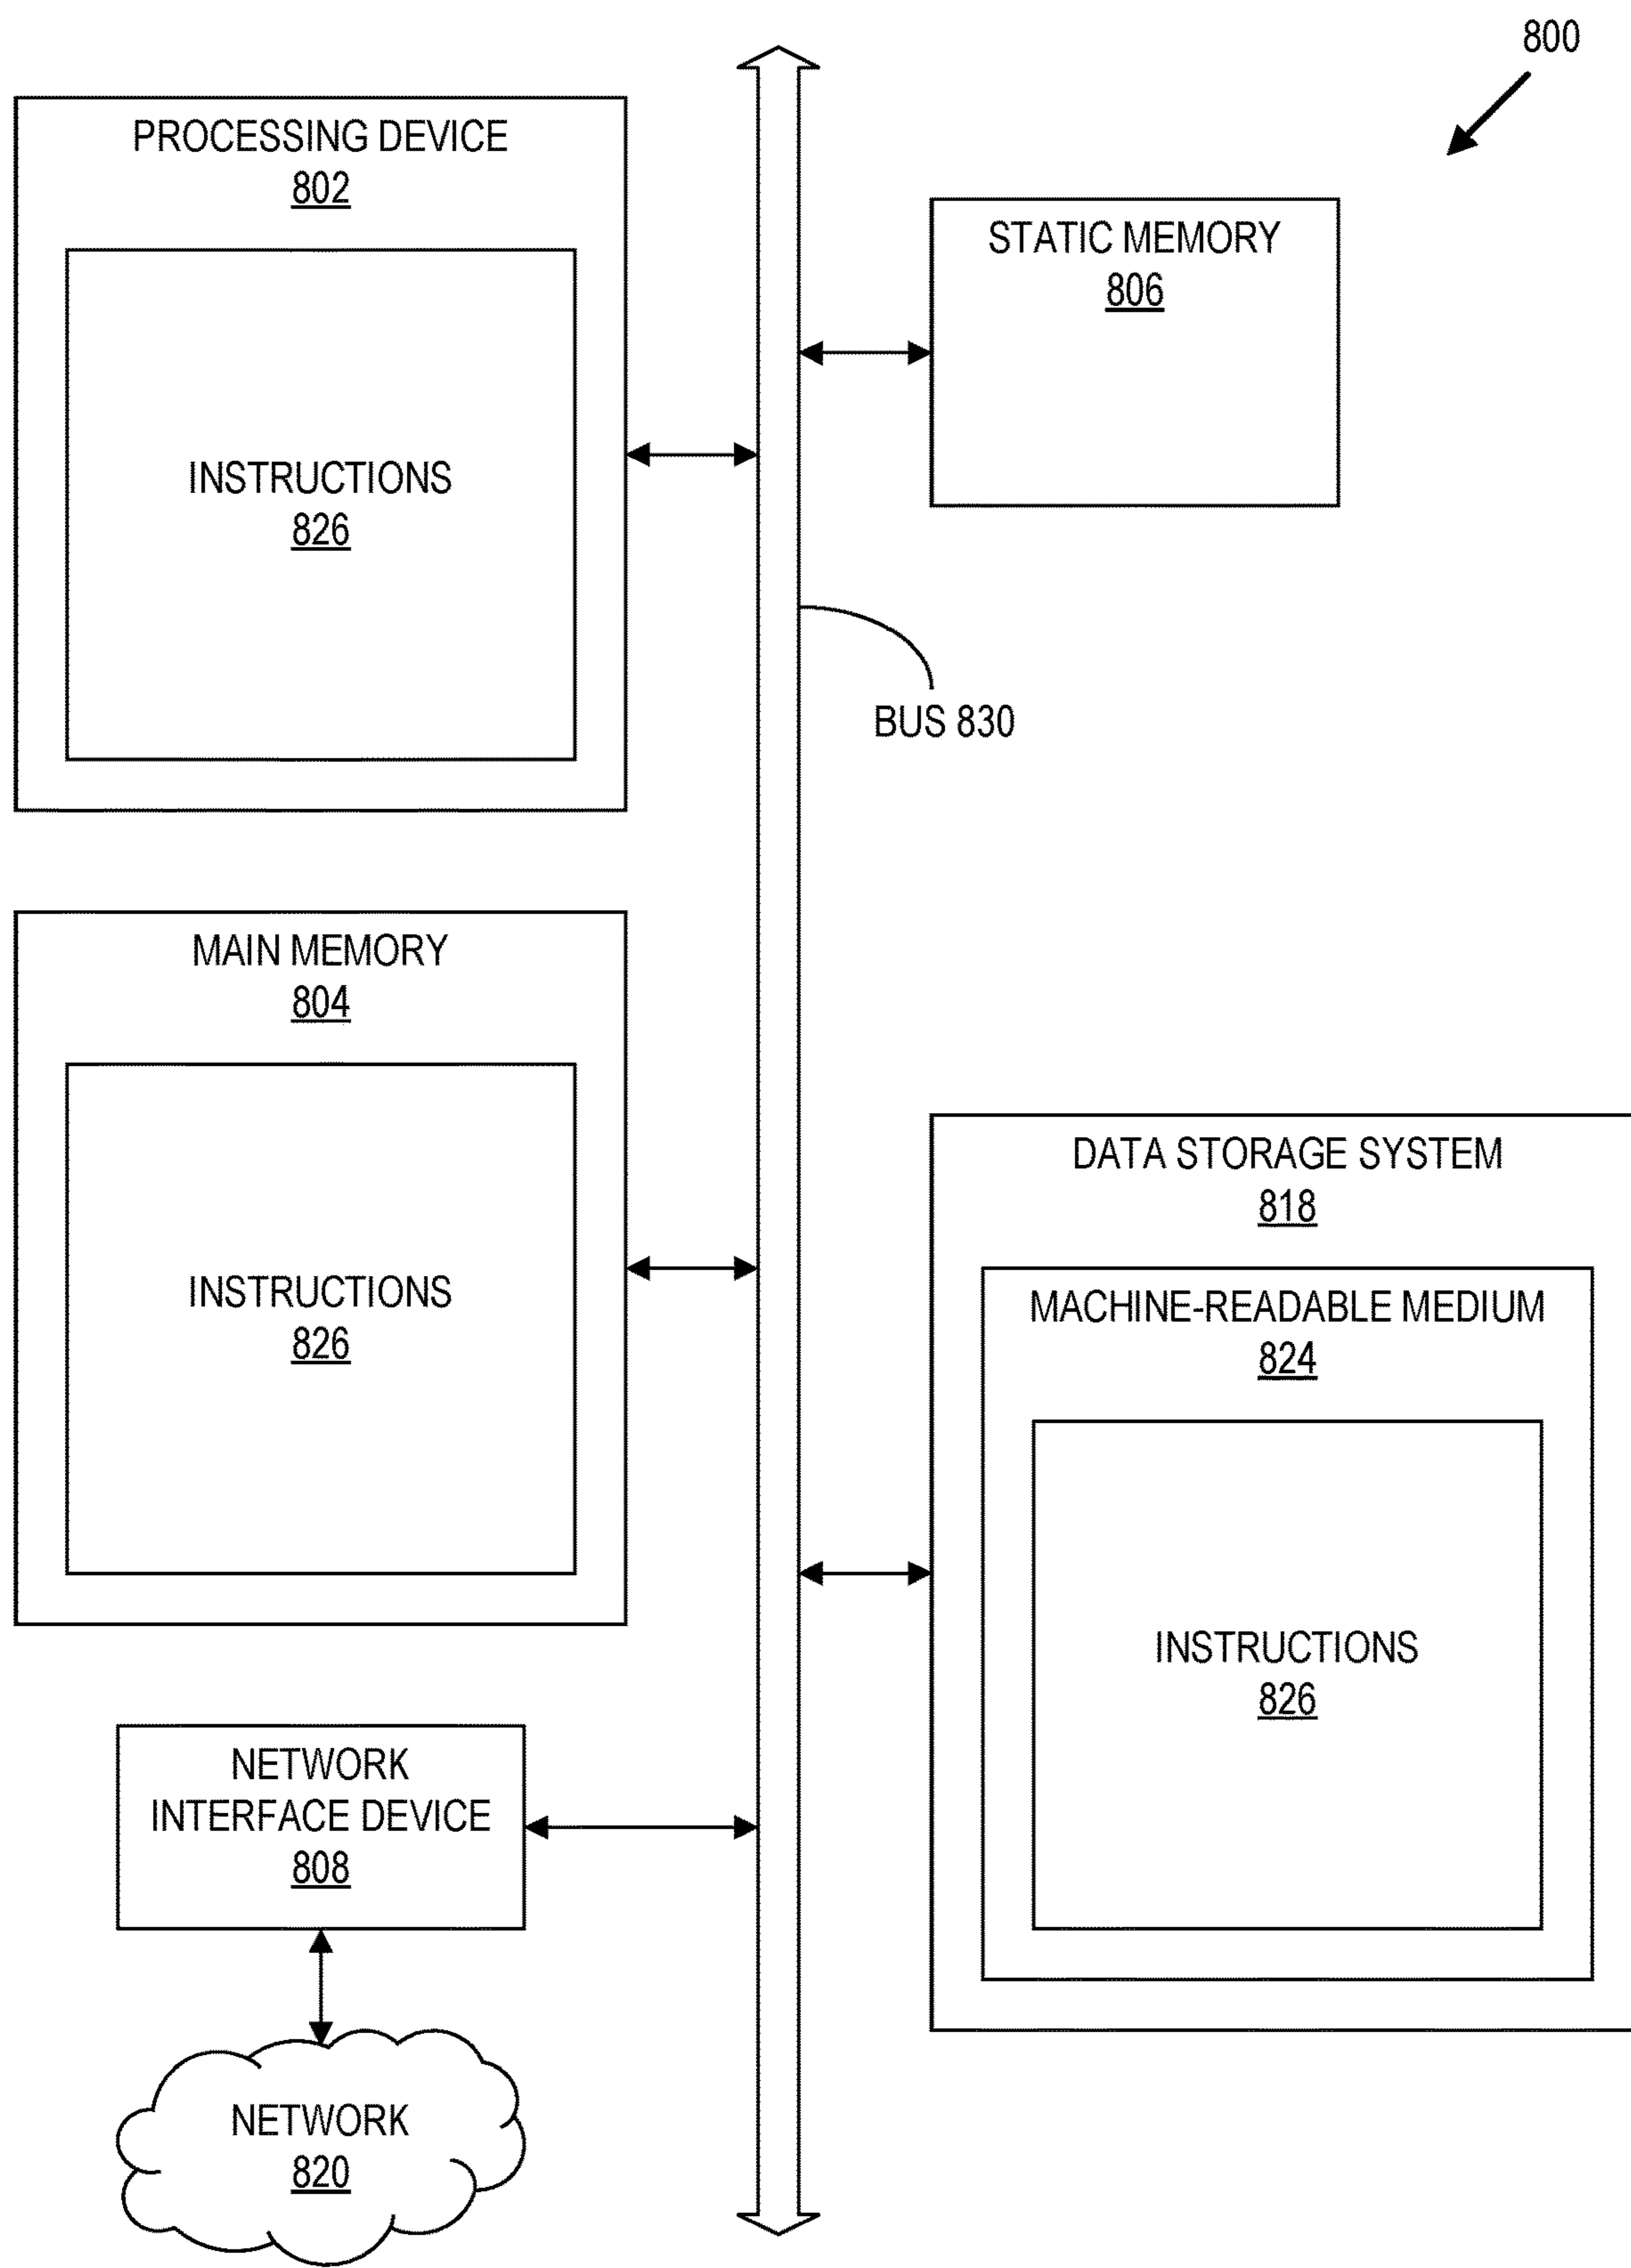 800
PROCESSING DEVICE
802
INSTRUCTIONS
826
STATIC MEMORY
806
BUS 830
MAIN MEMORY
804
INSTRUCTIONS
826
DATA STORAGE SYSTEM
818
MACHINE-READABLE MEDIUM
824
INSTRUCTIONS
826
NETWORK
INTERFACE DEVICE
808
NETWORK
820